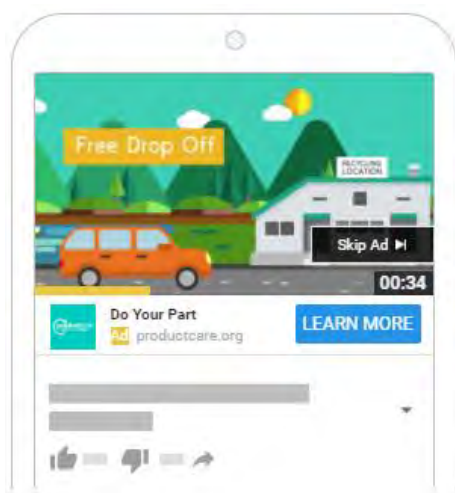 Free Drop Off
RECYCLING
LOCATION
Skip Ad
00:34
Do Your Part
Ad productcare.org
LEARN MORE